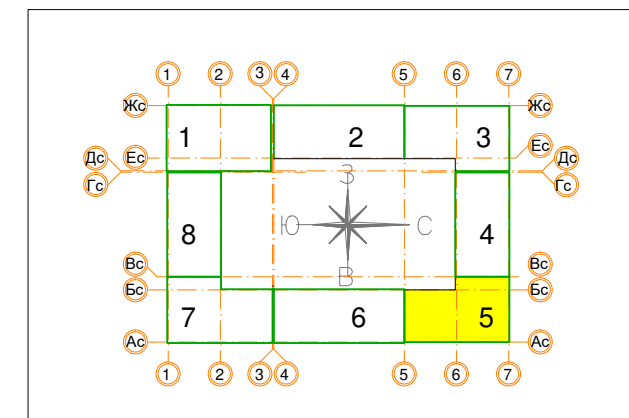 1 2 3 4 5 6 7
Жс Жс
1 2 3
Ес Ес
Дс Дс
З
Гс Гс
Ю С
8 4
Вс В Вс
Бс Бс
7 6 5
Ас Ас
1 2 3 4 5 6 7